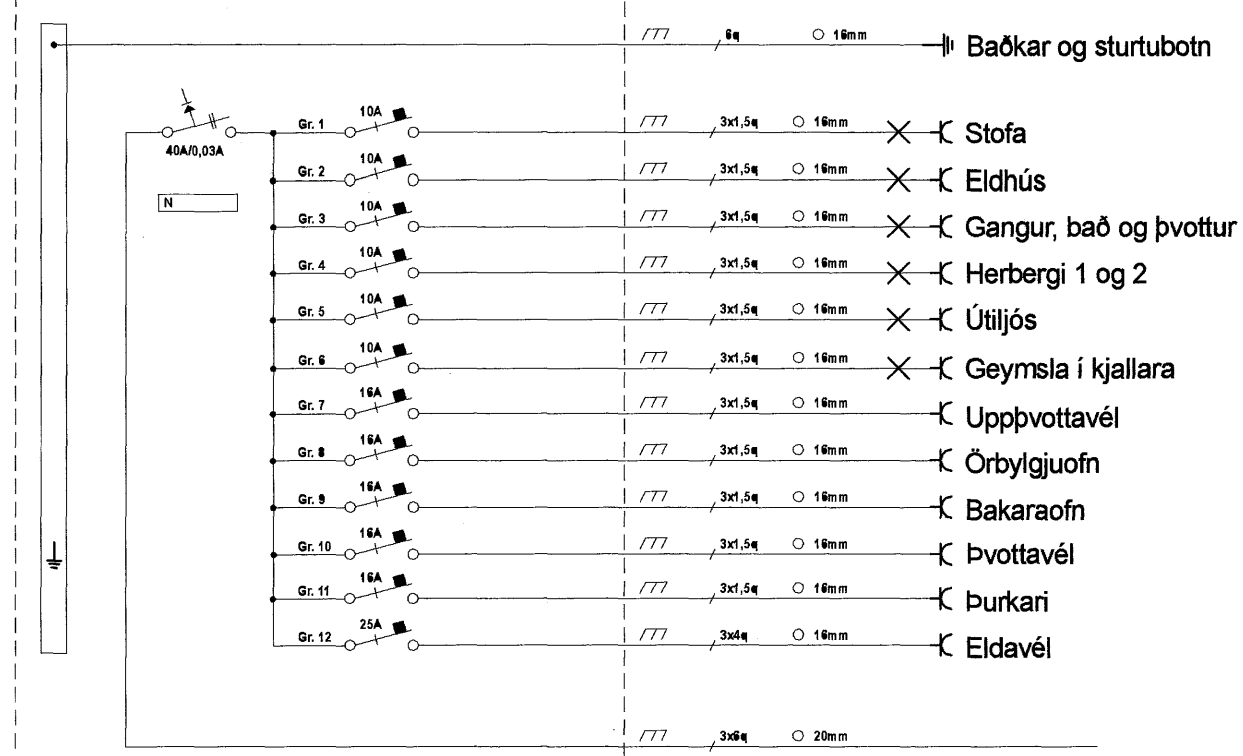 6q 16mm Baðkar og sturtubotn
40A/0,03A
N
Gr. 1 10A 3x1,5q 16mm Stofa
Gr. 2 10A 3x1,5q 16mm Eldhús
Gr. 3 10A 3x1,5q 16mm Gangur, bað og þvottur
Gr. 4 10A 3x1,5q 16mm Herbergi 1 og 2
Gr. 5 10A 3x1,5q 16mm Útiljós
Gr. 6 10A 3x1,5q 16mm Geymsla í kjallara
Gr. 7 16A 3x1,5q 16mm Uppþvottavél
Gr. 8 16A 3x1,5q 16mm Örbylgjuofn
Gr. 9 16A 3x1,5q 16mm Bakaraofn
Gr. 10 16A 3x1,5q 16mm Þvottavél
Gr. 11 16A 3x1,5q 16mm Þurkari
Gr. 12 25A 3x4q 16mm Eldavél
3x6q 20mm